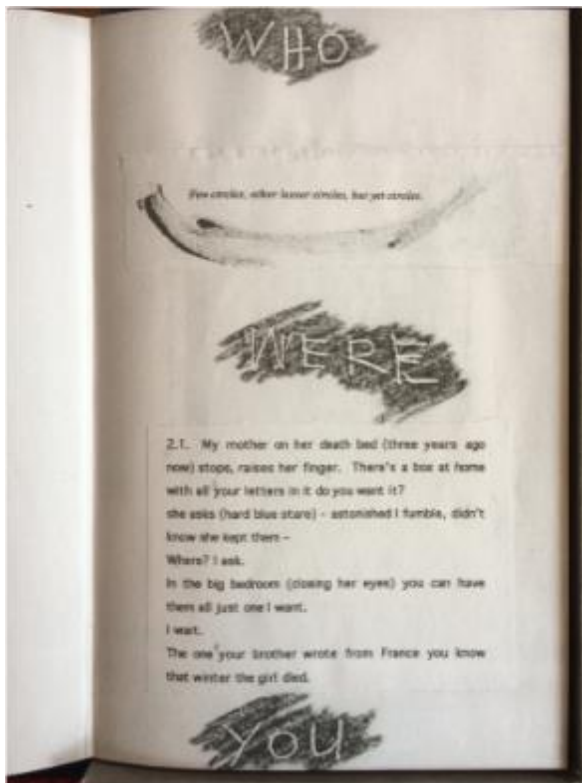 WHO
Few circles, other lesser circles, but yet circles.
WERE
2.1. My mother on her death bed (three years ago
now) stops, raises her finger. There's a box at home
with all your letters in it do you want it?
she asks (hard blue stare) – astonished I fumble, didn't
know she kept them –
Where? I ask.
In the big bedroom (closing her eyes) you can have
them all just one I want.
I wait.
The one your brother wrote from France you know
that winter the girl died.
YOU